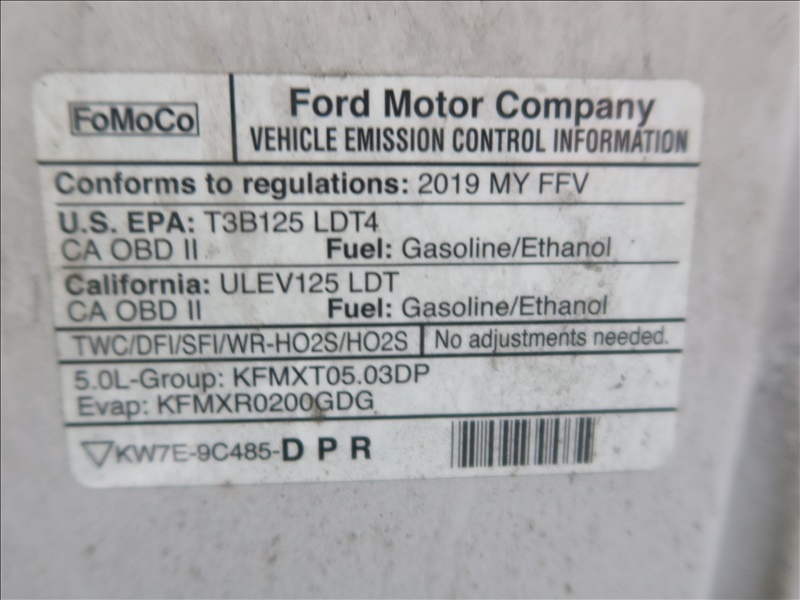 FoMoCo
Ford Motor Company
VEHICLE EMISSION CONTROL INFORMATION
Conforms to regulations: 2019 MY FFV
U.S. EPA: T3B125 LDT4
CA OBD II Fuel: Gasoline/Ethanol
California: ULEV125 LDT
CA OBD II Fuel: Gasoline/Ethanol
TWC/DFI/SFI/WR-HO2S/HO2S No adjustments needed.
5.0L-Group: KFMXT05.03DP
Evap: KFMXR0200GDG
KW7E-9C485-D P R